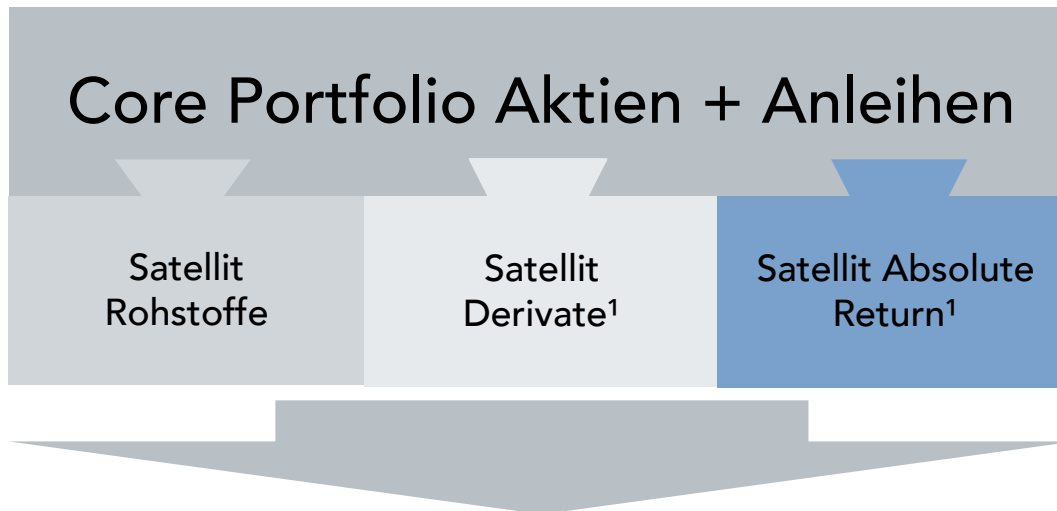 Core Portfolio Aktien + Anleihen
Satellit
Rohstoffe
Satellit
Derivate¹
Satellit Absolute
Return¹